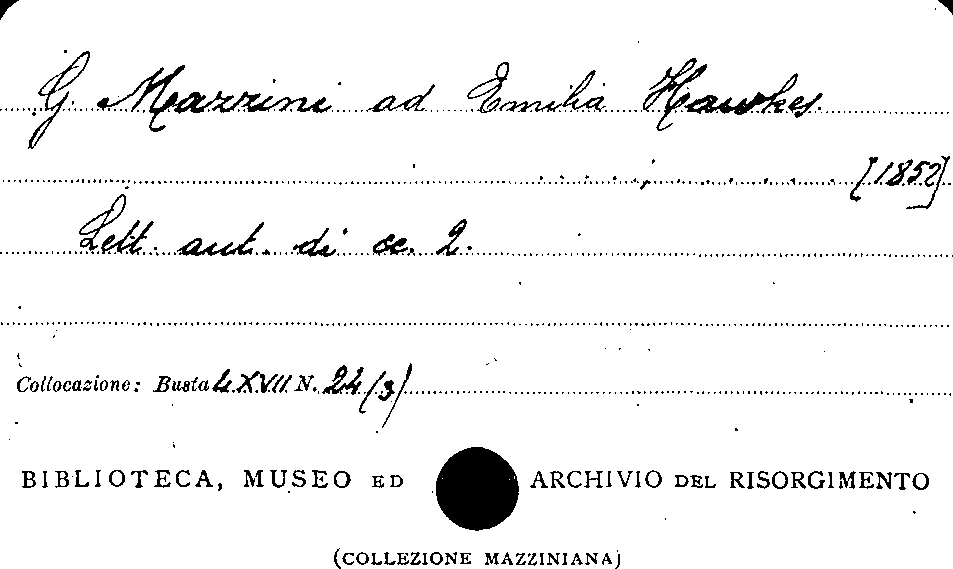 G. Mazzini ad Emilia Hawkes.
. . . . , . . . . . . [1852]
Lett. aut. di cc. 2.
Collocazione: Busta LXVII N. 24 (3)
BIBLIOTECA, MUSEO ED ARCHIVIO DEL RISORGIMENTO
(COLLEZIONE MAZZINIANA)